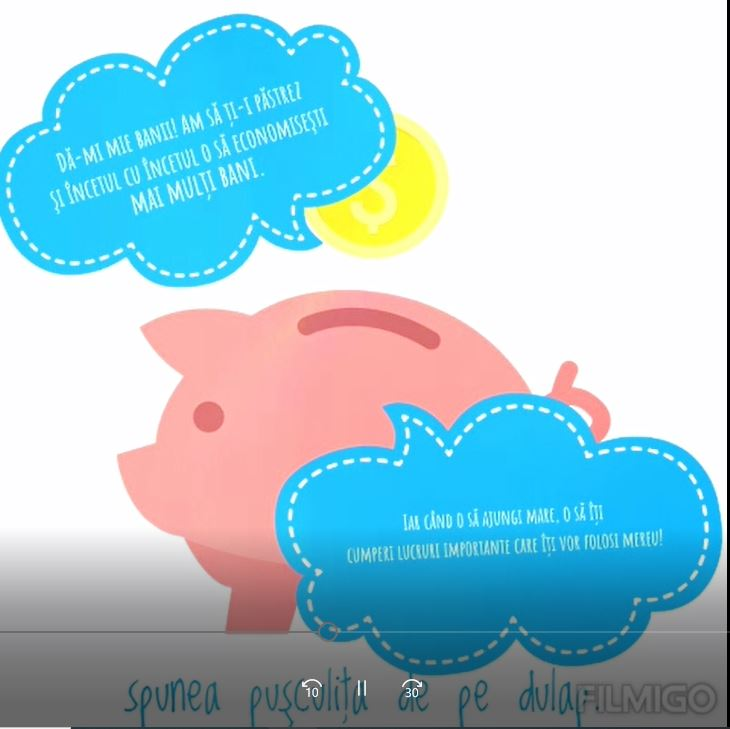 DĂ-MI MIE BANII! AM SĂ ȚI-I PĂSTREZ
ȘI ÎNCETUL CU ÎNCETUL O SĂ ECONOMISEȘTI
MAI MULȚI BANI.
$
IAR CÂND O SĂ AJUNGI MARE, O SĂ ÎȚI
CUMPERI LUCRURI IMPORTANTE CARE ÎȚI VOR FOLOSI MEREU!
10 30
spunea pușculița de pe dulap.
FILMIGO